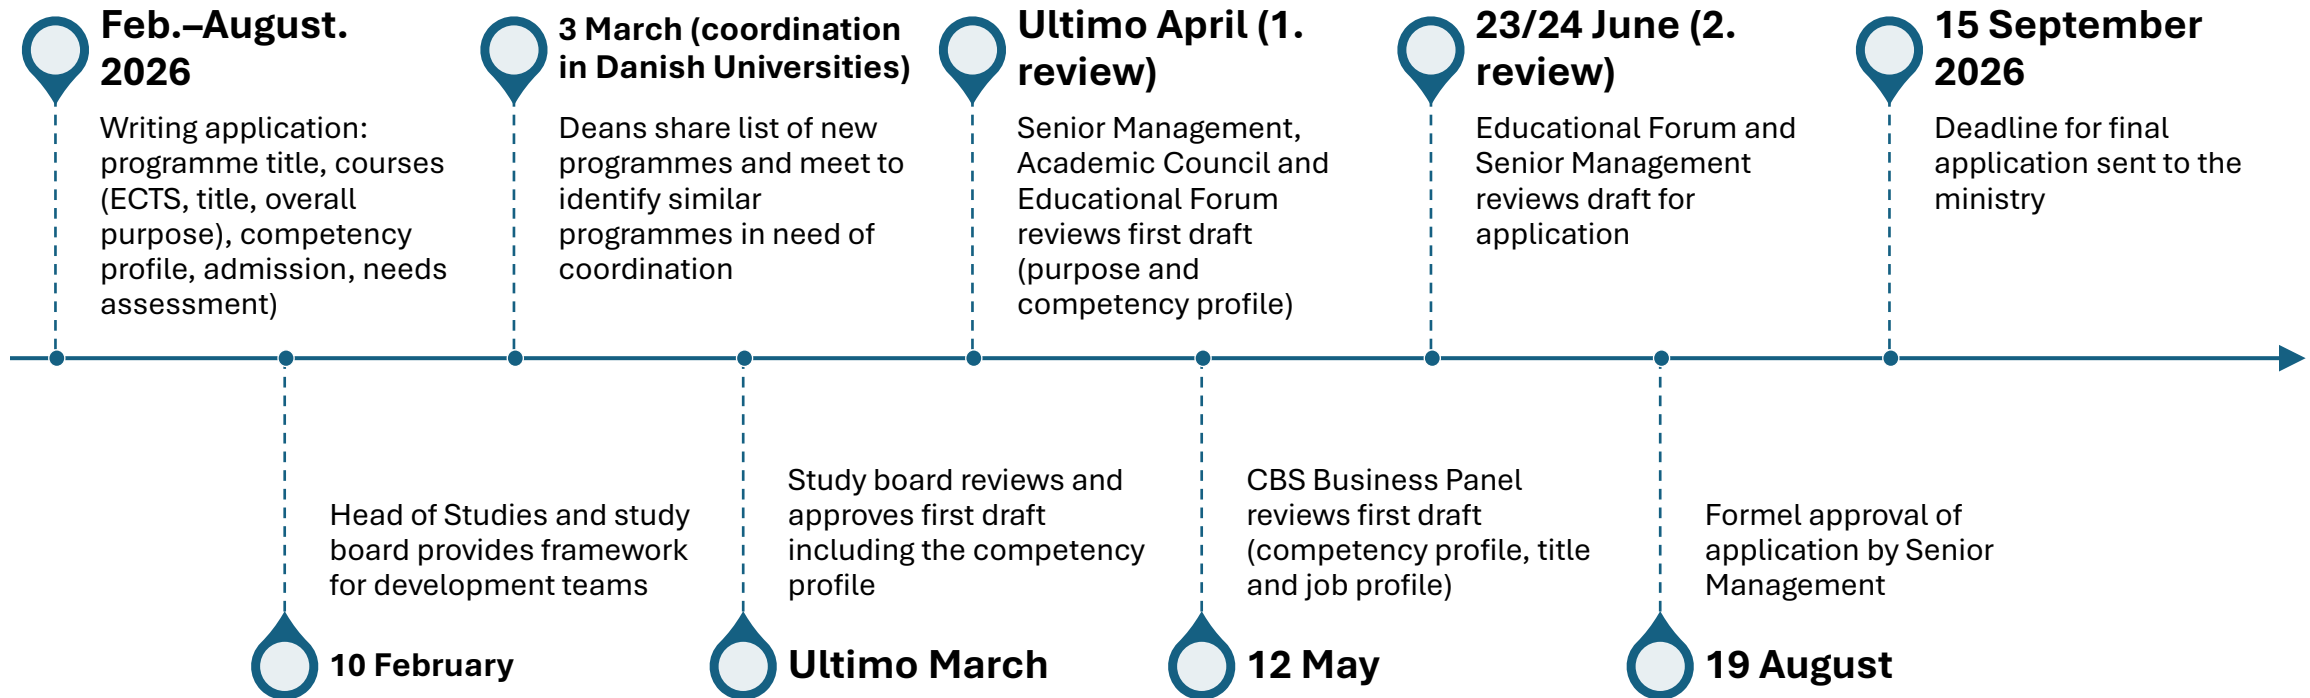 Feb.–August.
2026
Writing application:
programme title, courses
(ECTS, title, overall
purpose), competency
profile, admission, needs
assessment)
3 March (coordination
in Danish Universities)
Deans share list of new
programmes and meet to
identify similar
programmes in need of
coordination
Ultimo April (1.
review)
Senior Management,
Academic Council and
Educational Forum
reviews first draft
(purpose and
competency profile)
23/24 June (2.
review)
Educational Forum and
Senior Management
reviews draft for
application
15 September
2026
Deadline for final
application sent to the
ministry
Head of Studies and study
board provides framework
for development teams
10 February
Study board reviews and
approves first draft
including the competency
profile
Ultimo March
CBS Business Panel
reviews first draft
(competency profile, title
and job profile)
12 May
Formel approval of
application by Senior
Management
19 August